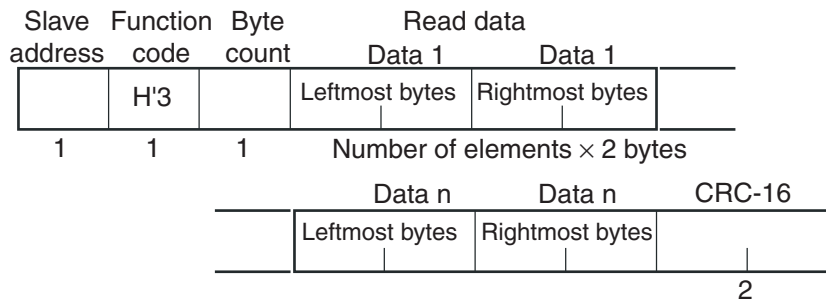 Slave Function Byte Read data
address code count Data 1 Data 1
H'3 Leftmost bytes Rightmost bytes
1 1 1 Number of elements × 2 bytes
Data n Data n CRC-16
Leftmost bytes Rightmost bytes
2